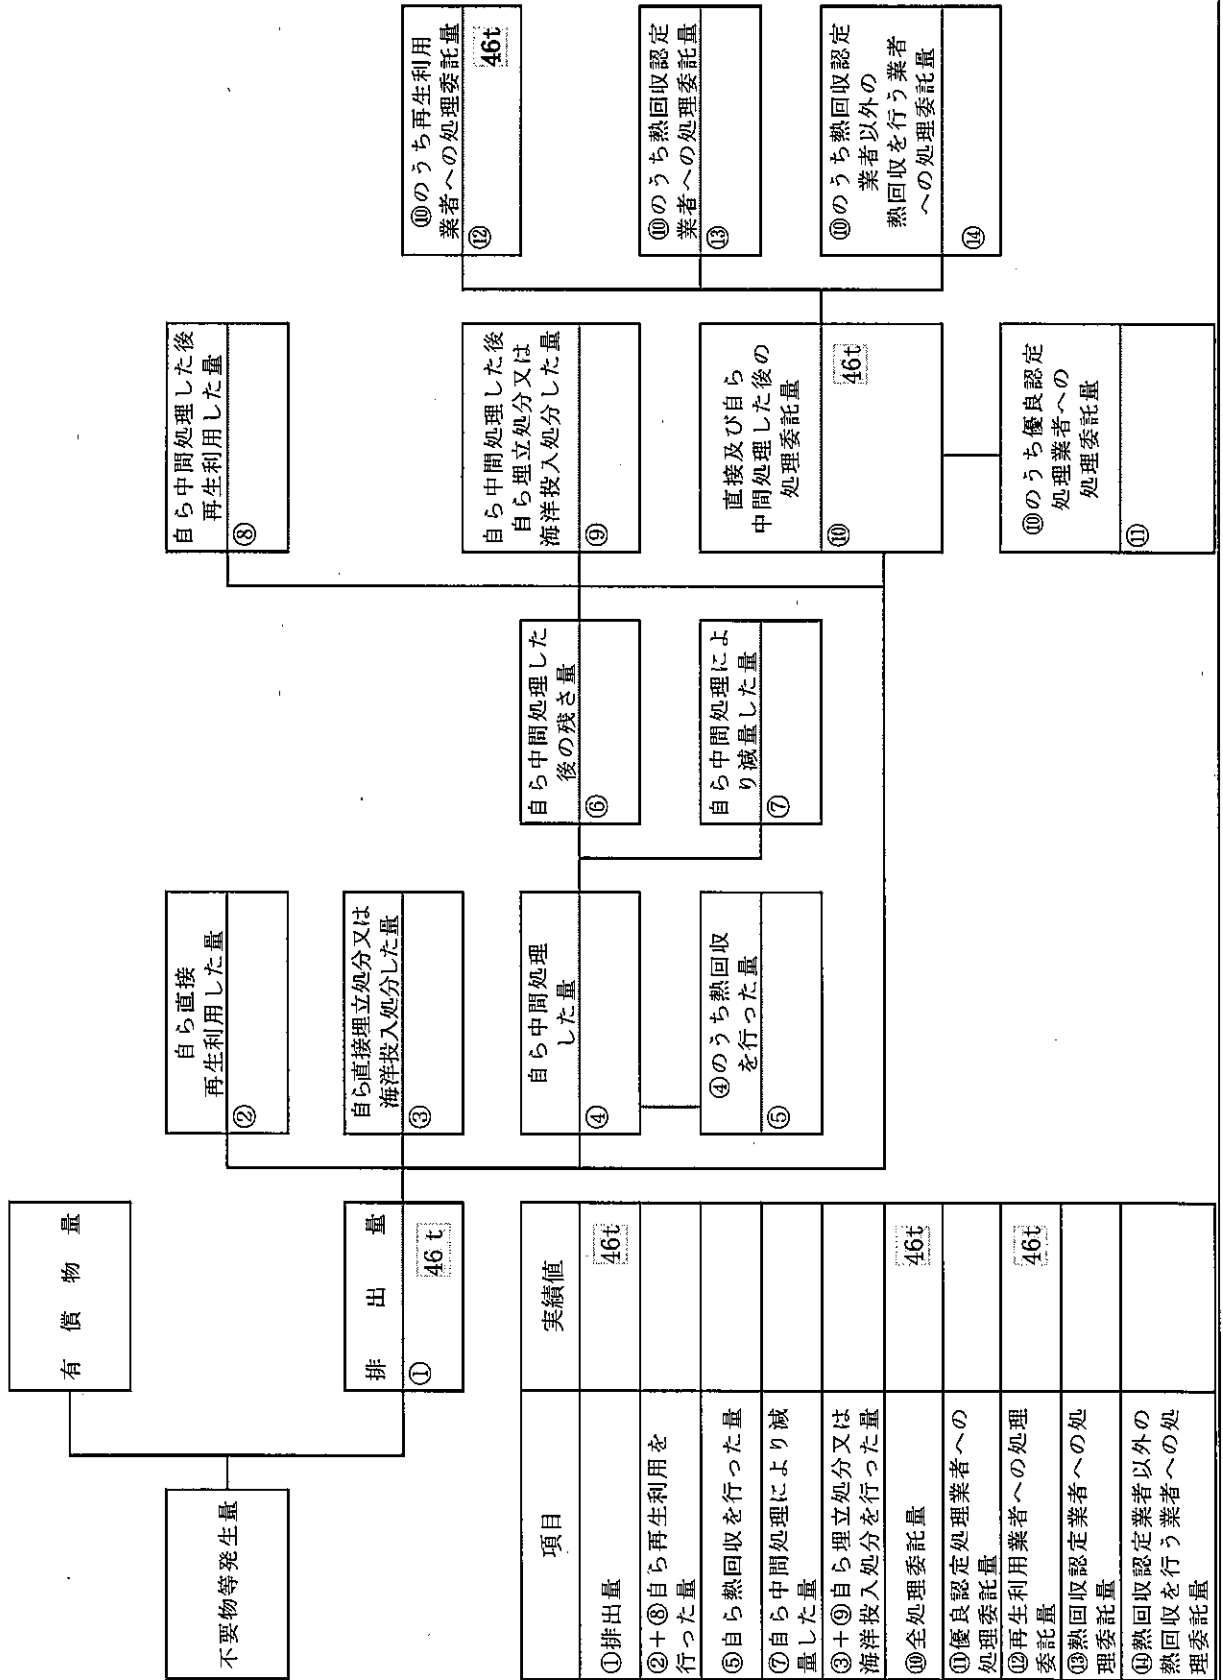 不要物等発生量
有償物量
排出量
①
46 t
自ら直接
再生利用した量
②
自ら直接埋立処分又は
海洋投入処分した量
③
自ら中間処理
した量
④
④のうち熱回収
を行った量
⑤
自ら中間処理した
後の残さ量
⑥
自ら中間処理によ
り減量した量
⑦
自ら中間処理した後
再生利用した量
⑧
自ら中間処理した後
自ら埋立処分又は
海洋投入処分した量
⑨
直接及び自ら
中間処理した後の
処理委託量
⑩
46t
⑩のうち優良認定
処理業者への
処理委託量
⑪
⑩のうち再生利用
業者への処理委託量
⑫
46t
⑩のうち熱回収認定
業者への処理委託量
⑬
⑩のうち熱回収認定
業者以外の
熱回収を行う業者
への処理委託量
⑭
項目
実績値
①排出量
46t
②+⑧自ら再生利用を
行った量
⑤自ら熱回収を行った量
⑦自ら中間処理により減
量した量
③+⑨自ら埋立処分又は
海洋投入処分を行った量
⑩全処理委託量
46t
⑪優良認定処理業者への
処理委託量
⑫再生利用業者への処理
委託量
46t
⑬熱回収認定業者への処
理委託量
⑭熱回収認定業者以外の
熱回収を行う業者への処
理委託量